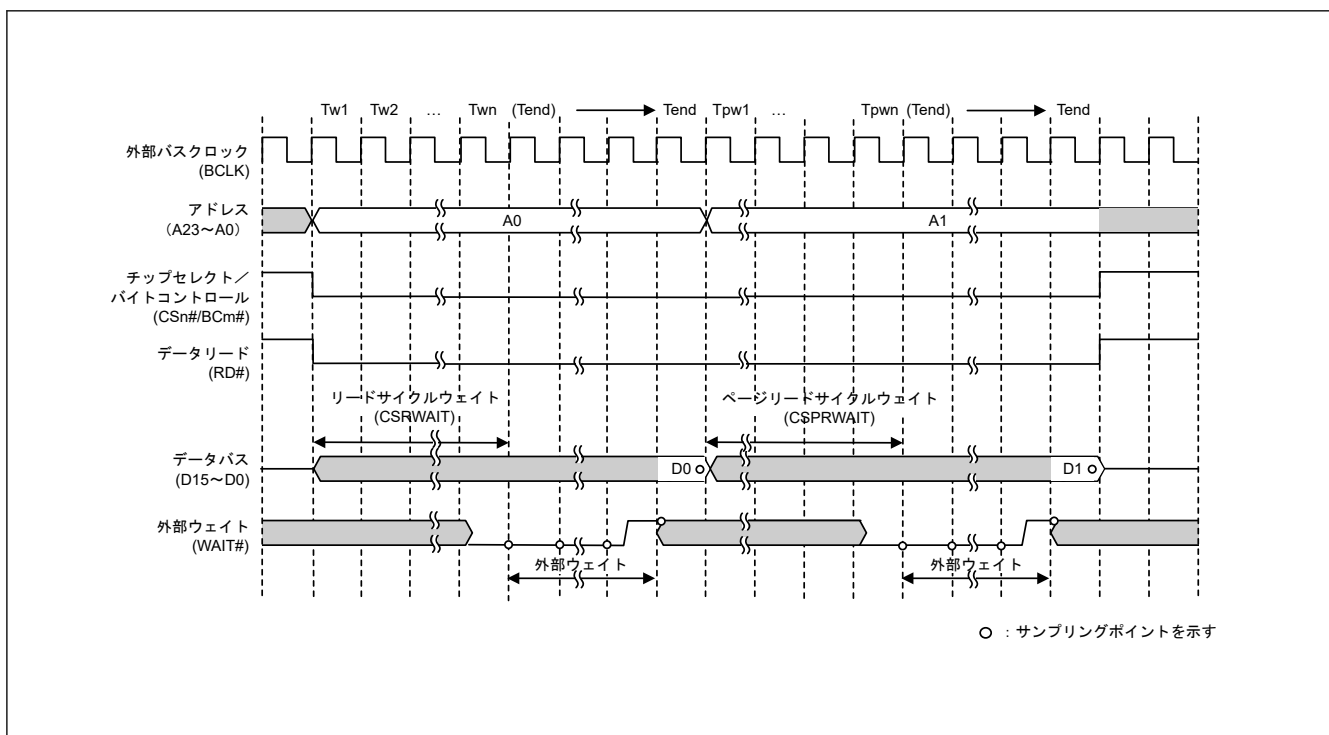 Tw1 Tw2 … Twn (Tend) Tend Tpw1 … Tpwn (Tend) Tend
外部バスクロック
(BCLK)
アドレス
(A23～A0)
A0 A1
チップセレクト／
バイトコントロール
(CSn#/BCm#)
データリード
(RD#)
リードサイクルウェイト
(CSRWAIT)
ページリードサイクルウェイト
(CSPRWAIT)
データバス
(D15～D0)
D0 D1
外部ウェイト
(WAIT#)
外部ウェイト 外部ウェイト
：サンプリングポイントを示す